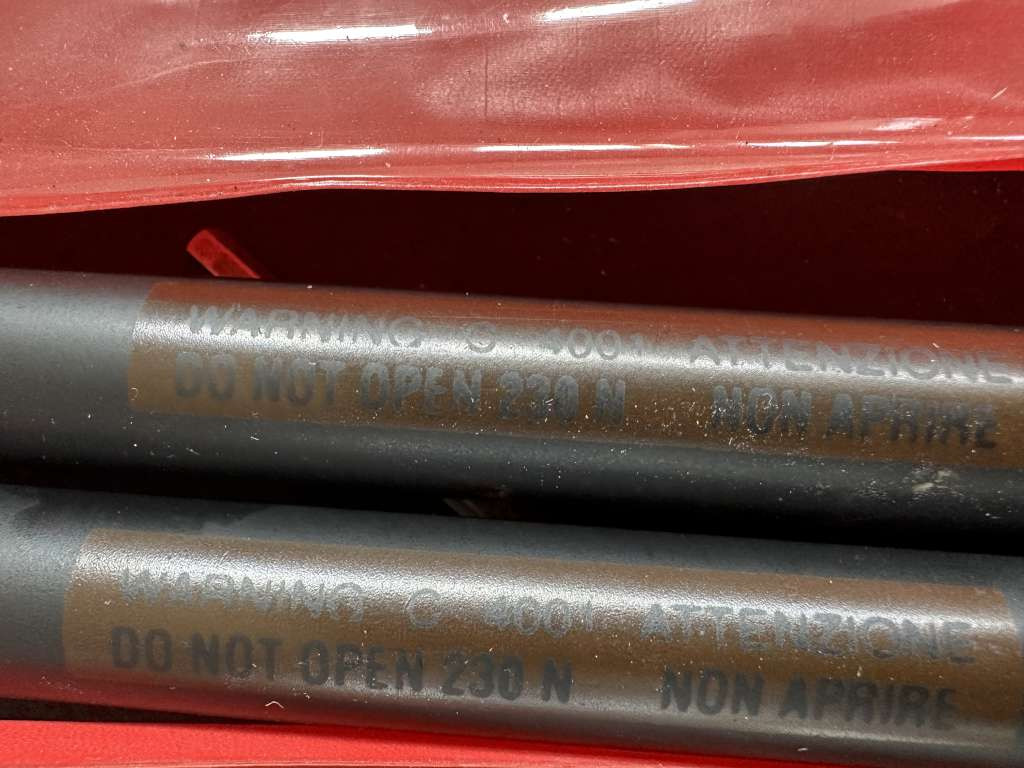 WARNING C 4001 ATTENZIONE
DO NOT OPEN 230 N NON APRIRE
WARNING C 4001 ATTENZIONE
DO NOT OPEN 230 N NON APRIRE